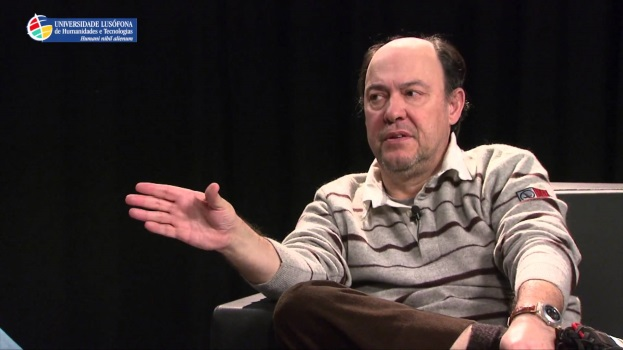 UNIVERSIDADE LUSÓFONA
de Humanidades e Tecnologias
Humani nihil alienum